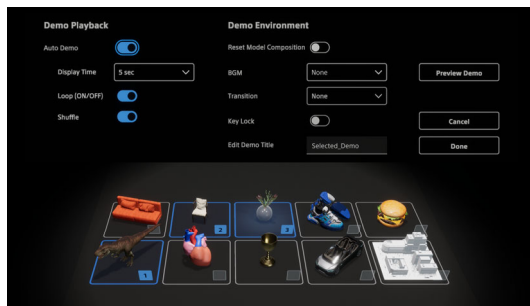 Demo Playback
Auto Demo
Display Time 5 sec
Loop (ON/OFF)
Shuffle
Demo Environment
Reset Model Composition
BGM None
Transition None
Key Lock
Edit Demo Title Selected_Demo
Preview Demo
Cancel
Done
2
3
1